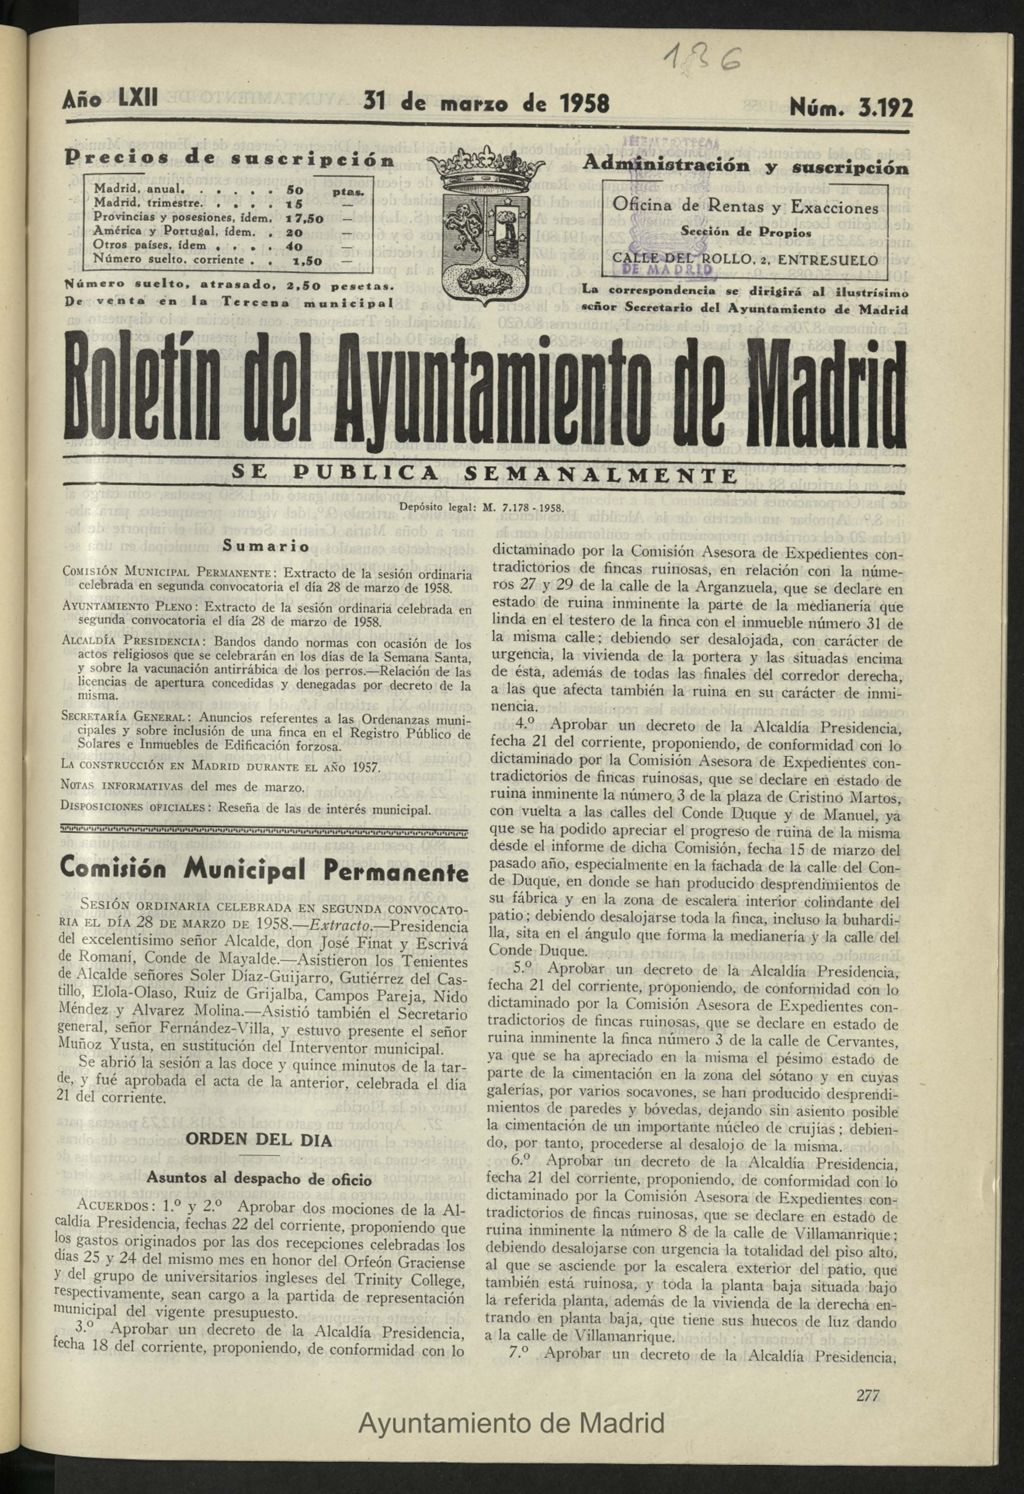 136
Año LXII 31 de marzo de 1958 Núm. 3.192
Precios de suscripción
Madrid, anual. . . . . . 50 ptas.
Madrid, trimestre. . . . . 15 —
Provincias y posesiones, ídem. 17,50 —
América y Portugal, ídem. . 20 —
Otros países, ídem . . . . 40 —
Número suelto, corriente . . 1,50 —
Número suelto, atrasado, 2,50 pesetas.
De venta en la Tercena municipal
Administración y suscripción
Oficina de Rentas y Exacciones
Sección de Propios
CALLE DEL ROLLO, 2, ENTRESUELO
La correspondencia se dirigirá al ilustrísimo
señor Secretario del Ayuntamiento de Madrid
HEMEROTECA
DE MADRID
Boletín del Ayuntamiento de Madrid
SE PUBLICA SEMANALMENTE
Depósito legal: M. 7.178 - 1958.
Sumario
COMISIÓN MUNICIPAL PERMANENTE: Extracto de la sesión ordinaria
celebrada en segunda convocatoria el día 28 de marzo de 1958.
AYUNTAMIENTO PLENO: Extracto de la sesión ordinaria celebrada en
segunda convocatoria el día 28 de marzo de 1958.
ALCALDÍA PRESIDENCIA: Bandos dando normas con ocasión de los
actos religiosos que se celebrarán en los días de la Semana Santa,
y sobre la vacunación antirrábica de los perros.—Relación de las
licencias de apertura concedidas y denegadas por decreto de la
misma.
SECRETARÍA GENERAL: Anuncios referentes a las Ordenanzas muni-
cipales y sobre inclusión de una finca en el Registro Público de
Solares e Inmuebles de Edificación forzosa.
LA CONSTRUCCIÓN EN MADRID DURANTE EL AÑO 1957.
NOTAS INFORMATIVAS del mes de marzo.
DISPOSICIONES OFICIALES: Reseña de las de interés municipal.
Comisión Municipal Permanente
SESIÓN ORDINARIA CELEBRADA EN SEGUNDA CONVOCATO-
RIA EL DÍA 28 DE MARZO DE 1958.—Extracto.—Presidencia
del excelentísimo señor Alcalde, don José Finat y Escrivá
de Romaní, Conde de Mayalde.—Asistieron los Tenientes
de Alcalde señores Soler Díaz-Guijarro, Gutiérrez del Cas-
tillo, Elola-Olaso, Ruiz de Grijalba, Campos Pareja, Nido
Méndez y Alvarez Molina.—Asistió también el Secretario
general, señor Fernández-Villa, y estuvo presente el señor
Muñoz Yusta, en sustitución del Interventor municipal.
Se abrió la sesión a las doce y quince minutos de la tar-
de, y fué aprobada el acta de la anterior, celebrada el día
21 del corriente.
ORDEN DEL DIA
Asuntos al despacho de oficio
ACUERDOS: 1.º y 2.º Aprobar dos mociones de la Al-
caldía Presidencia, fechas 22 del corriente, proponiendo que
los gastos originados por las dos recepciones celebradas los
días 25 y 24 del mismo mes en honor del Orfeón Graciense
y del grupo de universitarios ingleses del Trinity College,
respectivamente, sean cargo a la partida de representación
municipal del vigente presupuesto.
3.º Aprobar un decreto de la Alcaldía Presidencia,
fecha 18 del corriente, proponiendo, de conformidad con lo
dictaminado por la Comisión Asesora de Expedientes con-
tradictorios de fincas ruinosas, en relación con la núme-
ros 27 y 29 de la calle de la Arganzuela, que se declare en
estado de ruina inminente la parte de la medianería que
linda en el testero de la finca con el inmueble número 31 de
la misma calle; debiendo ser desalojada, con carácter de
urgencia, la vivienda de la portera y las situadas encima
de ésta, además de todas las finales del corredor derecha,
a las que afecta también la ruina en su carácter de inmi-
nencia.
4.º Aprobar un decreto de la Alcaldía Presidencia,
fecha 21 del corriente, proponiendo, de conformidad con lo
dictaminado por la Comisión Asesora de Expedientes con-
tradictorios de fincas ruinosas, que se declare en estado de
ruina inminente la número 3 de la plaza de Cristino Martos,
con vuelta a las calles del Conde Duque y de Manuel, ya
que se ha podido apreciar el progreso de ruina de la misma
desde el informe de dicha Comisión, fecha 15 de marzo del
pasado año, especialmente en la fachada de la calle del Con-
de Duque, en donde se han producido desprendimientos de
su fábrica y en la zona de escalera interior colindante del
patio; debiendo desalojarse toda la finca, incluso la buhardi-
lla, sita en el ángulo que forma la medianería y la calle del
Conde Duque.
5.º Aprobar un decreto de la Alcaldía Presidencia,
fecha 21 del corriente, proponiendo, de conformidad con lo
dictaminado por la Comisión Asesora de Expedientes con-
tradictorios de fincas ruinosas, que se declare en estado de
ruina inminente la finca número 3 de la calle de Cervantes,
ya que se ha apreciado en la misma el pésimo estado de
parte de la cimentación en la zona del sótano y en cuyas
galerías, por varios socavones, se han producido desprendi-
mientos de paredes y bóvedas, dejando sin asiento posible
la cimentación de un importante núcleo de crujías; debien-
do, por tanto, procederse al desalojo de la misma.
6.º Aprobar un decreto de la Alcaldía Presidencia,
fecha 21 del corriente, proponiendo, de conformidad con lo
dictaminado por la Comisión Asesora de Expedientes con-
tradictorios de fincas ruinosas, que se declare en estado de
ruina inminente la número 8 de la calle de Villamanrique;
debiendo desalojarse con urgencia la totalidad del piso alto,
al que se asciende por la escalera exterior del patio, que
también está ruinosa, y toda la planta baja situada bajo
la referida planta, además de la vivienda de la derecha en-
trando en planta baja, que tiene sus huecos de luz dando
a la calle de Villamanrique.
7.º Aprobar un decreto de la Alcaldía Presidencia,
277
Ayuntamiento de Madrid